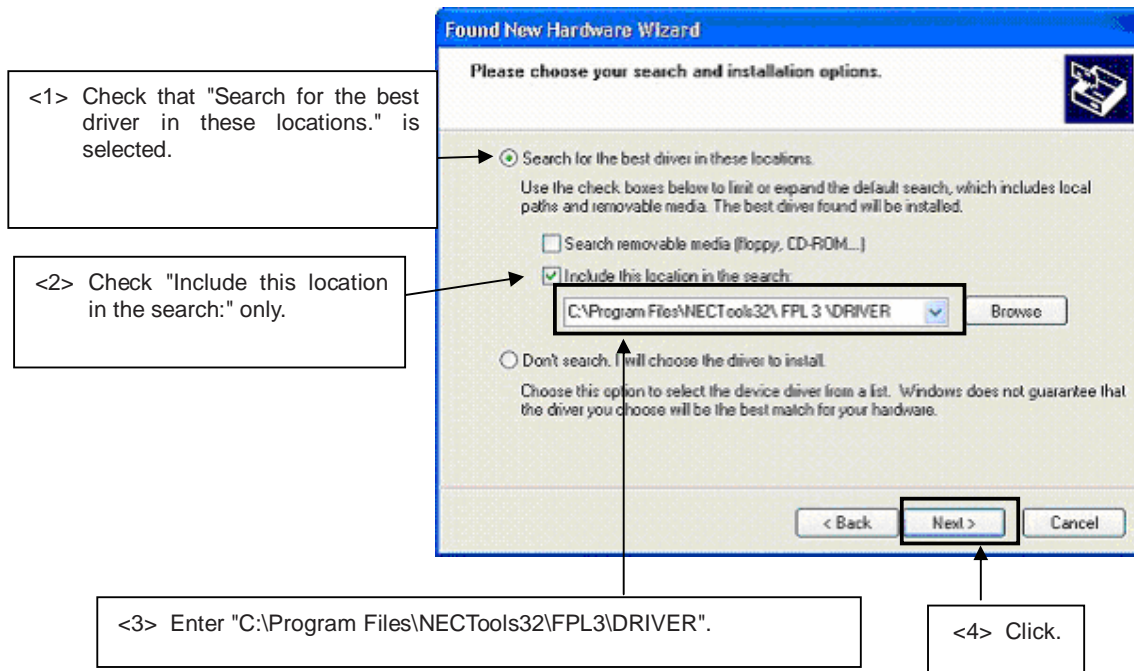 Found New Hardware Wizard
Please choose your search and installation options.
<1> Check that "Search for the best
driver in these locations." is
selected.
Search for the best driver in these locations.
Use the check boxes below to limit or expand the default search, which includes local
paths and removable media. The best driver found will be installed.
Search removable media (floppy, CD-ROM...)
<2> Check "Include this location
in the search:" only.
Include this location in the search:
C:\Program Files\NECTools32\ FPL 3 \DRIVER
Browse
Don't search. I will choose the driver to install.
Choose this option to select the device driver from a list. Windows does not guarantee that
the driver you choose will be the best match for your hardware.
< Back
Next >
Cancel
<3> Enter "C:\Program Files\NECTools32\FPL3\DRIVER".
<4> Click.